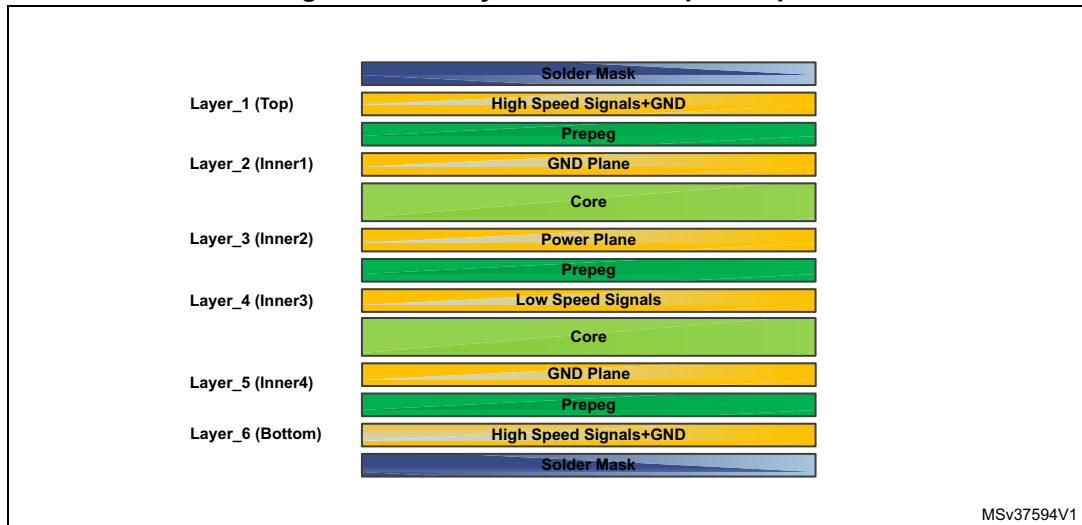 Solder Mask
Layer_1 (Top) High Speed Signals+GND
Prepeg
Layer_2 (Inner1) GND Plane
Core
Layer_3 (Inner2) Power Plane
Prepeg
Layer_4 (Inner3) Low Speed Signals
Core
Layer_5 (Inner4) GND Plane
Prepeg
Layer_6 (Bottom) High Speed Signals+GND
Solder Mask
MSv37594V1